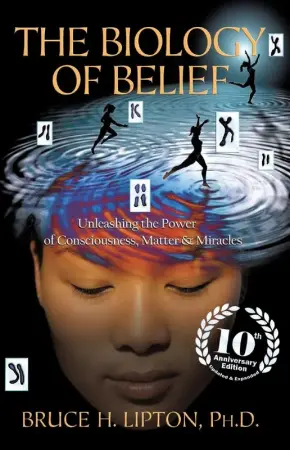 THE BIOLOGY
OF BELIEF
Unleashing the Power
of Consciousness, Matter & Miracles
10th
Anniversary
Edition
Updated & Expanded
BRUCE H. LIPTON, PH.D.